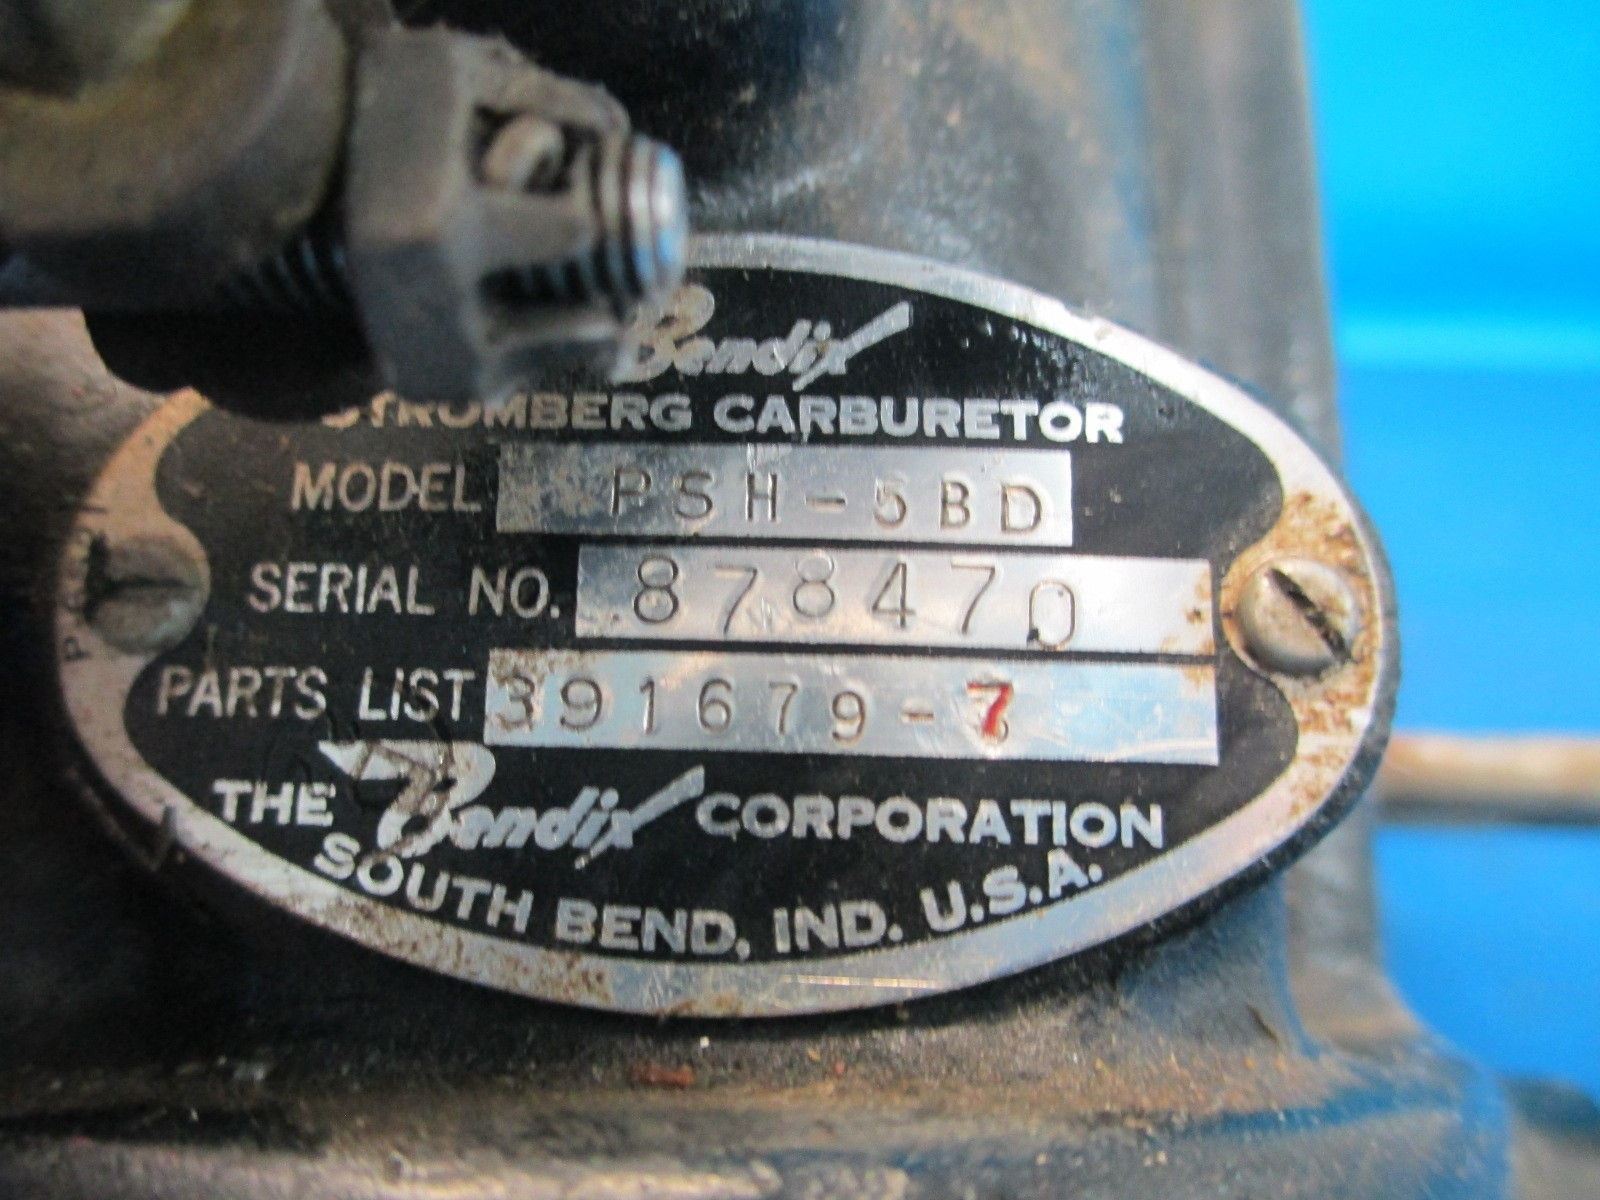 Bendix
STROMBERG CARBURETOR
MODEL PSH-5BD
SERIAL NO. 878470
PARTS LIST 391679-7
THE Bendix CORPORATION
SOUTH BEND, IND. U.S.A.